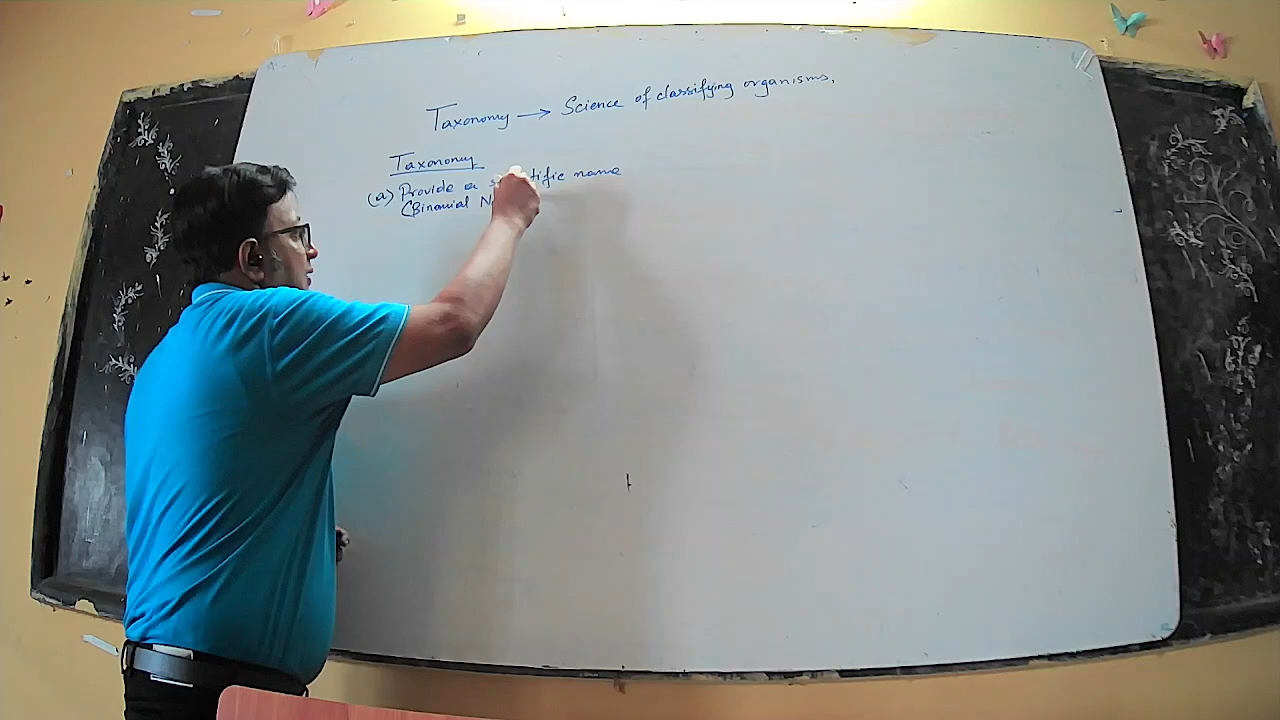 Taxonomy → Science of classifying organisms.
Taxonomy
(a) Provide a scientific name
(Binomial N